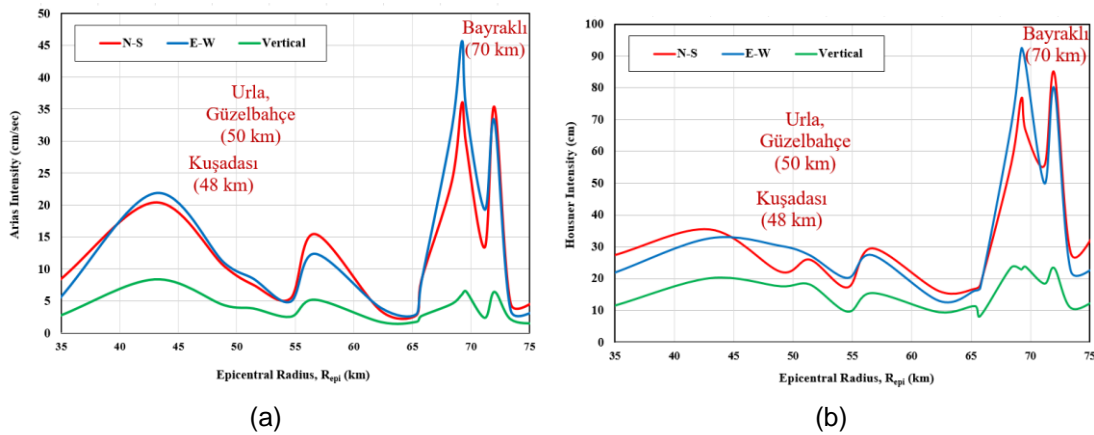 50
45
40
35
30
25
20
15
10
5
0
Arias Intensity (cm/sec)
N-S
E-W
Vertical
Bayraklı
(70 km)
Urla,
Güzelbahçe
(50 km)
Kuşadası
(48 km)
35
40
45
50
55
60
65
70
75
Epicentral Radius, Repi (km)
(a)
100
90
80
70
60
50
40
30
20
10
0
Housner Intensity (cm)
N-S
E-W
Vertical
Bayraklı
(70 km)
Urla,
Güzelbahçe
(50 km)
Kuşadası
(48 km)
35
40
45
50
55
60
65
70
75
Epicentral Radius, Repi (km)
(b)